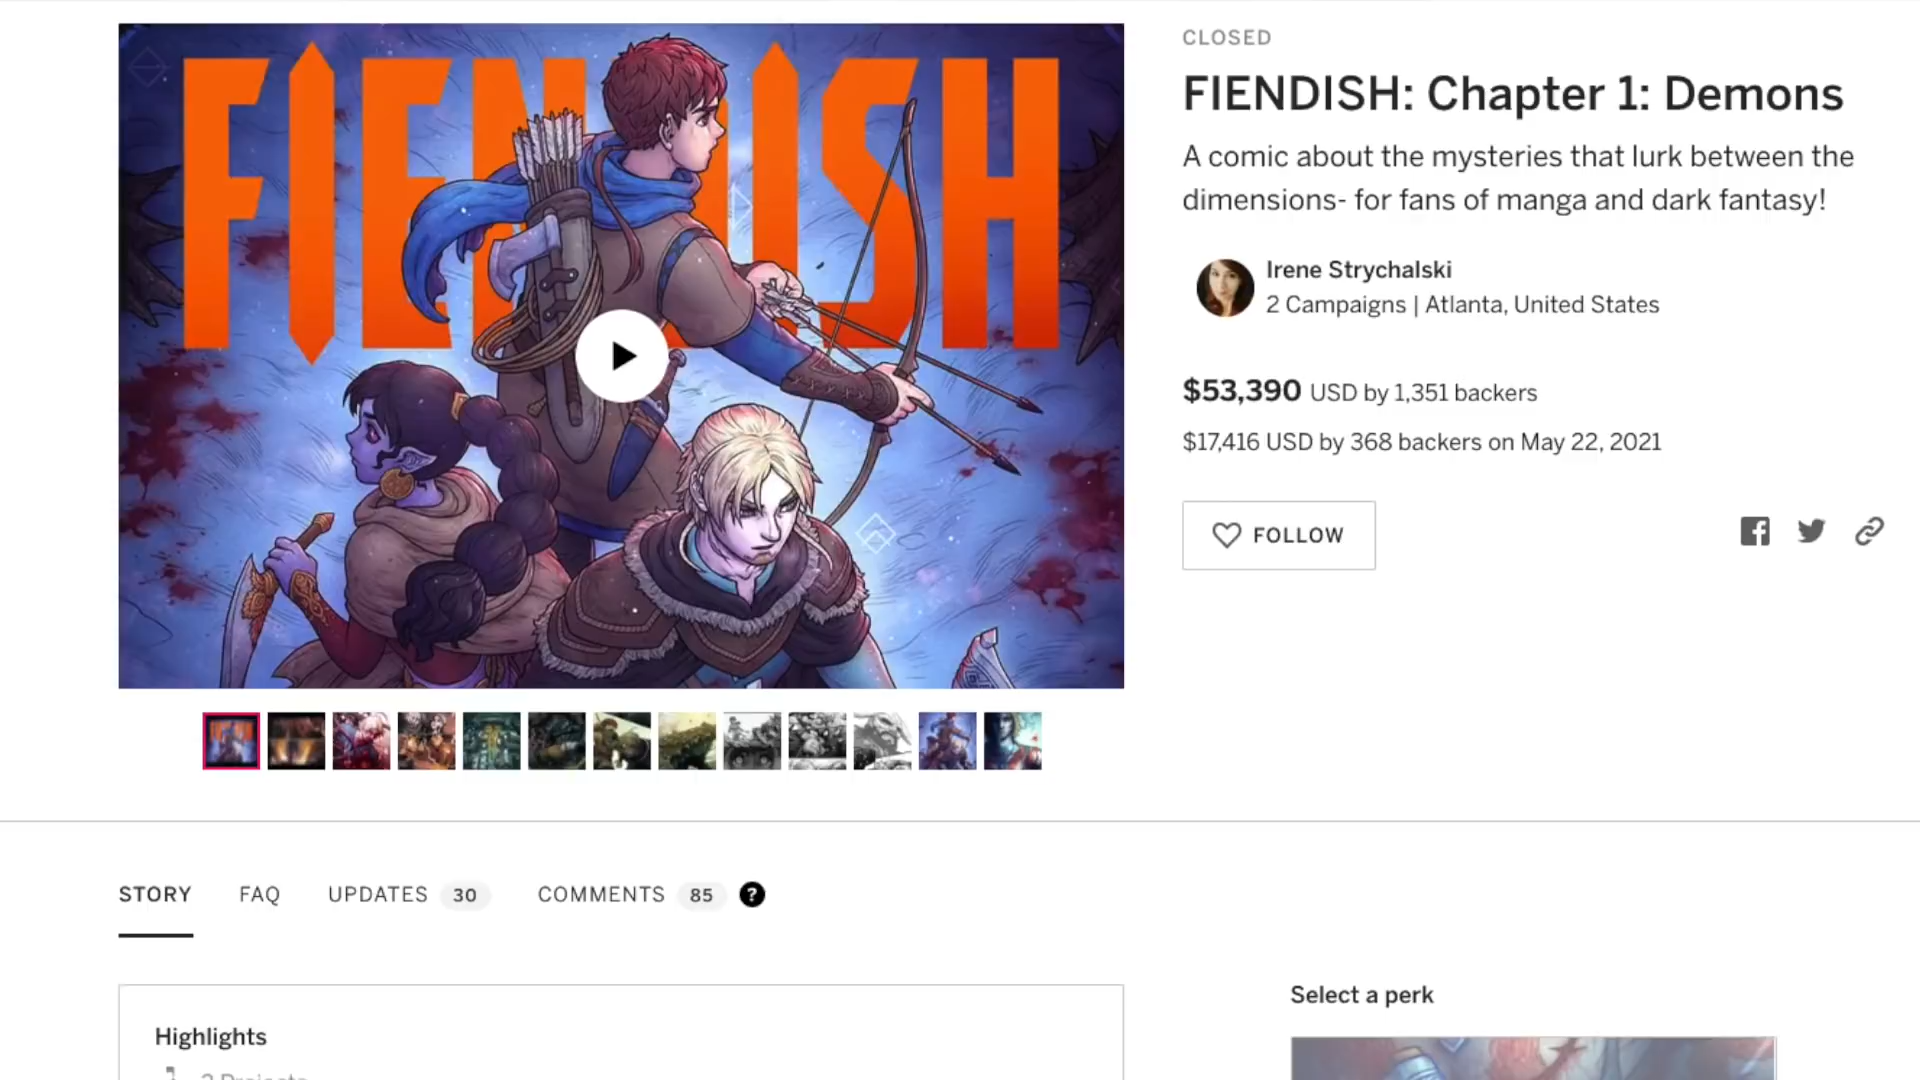 FIENDISH
CLOSED
FIENDISH: Chapter 1: Demons
A comic about the mysteries that lurk between the
dimensions- for fans of manga and dark fantasy!
Irene Strychalski
2 Campaigns | Atlanta, United States
$53,390 USD by 1,351 backers
$17,416 USD by 368 backers on May 22, 2021
FOLLOW
STORY FAQ UPDATES 30 COMMENTS 85 ?
Select a perk
Highlights